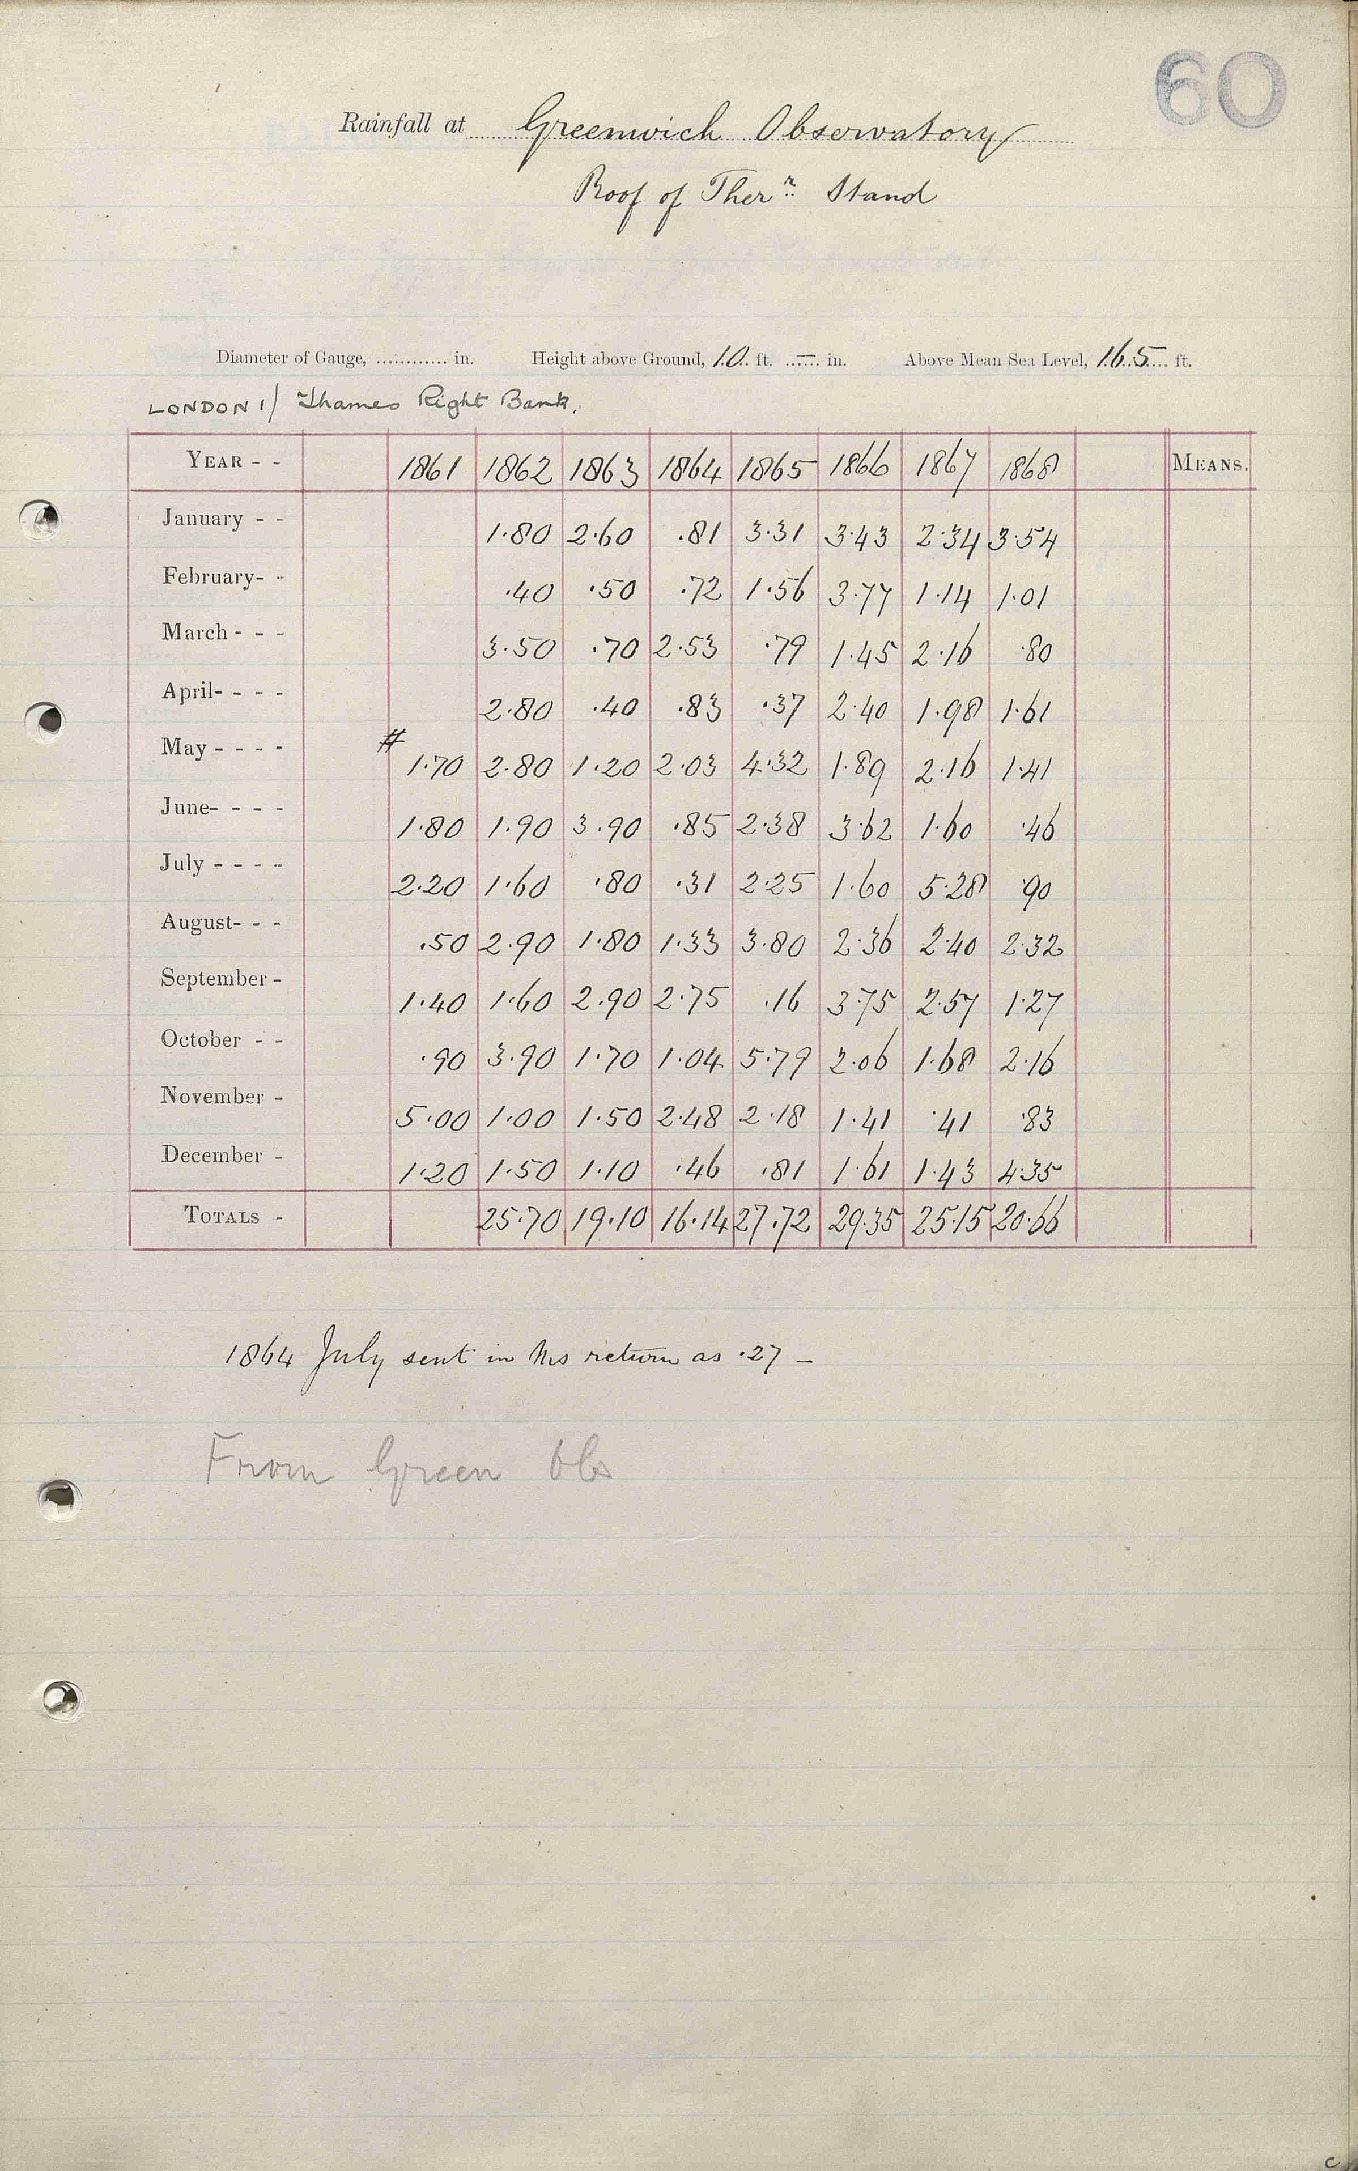 60
Rainfall at Greenwich Observatory
Roof of Therr Stand
Diameter of Gauge, ............ in. Height above Ground, 10 ft. — in. Above Mean Sea Level, 165 ft.
LONDON 1/ Thames Right Bank.
YEAR - - 1861 1862 1863 1864 1865 1866 1867 1868 MEANS.
January - - 1.80 2.60 .81 3.31 3.43 2.34 3.54
February- - .40 .50 .72 1.56 3.77 1.14 1.01
March - - - 3.50 .70 2.53 .79 1.45 2.16 .80
April- - - - 2.80 .40 .83 .37 2.40 1.98 1.61
May - - - - # 1.70 2.80 1.20 2.03 4.32 1.89 2.16 1.41
June- - - - 1.80 1.90 3.90 .85 2.38 3.62 1.60 .46
July - - - - 2.20 1.60 .80 .31 2.25 1.60 5.28 .90
August- - - .50 2.90 1.80 1.33 3.80 2.36 2.40 2.32
September - 1.40 1.60 2.90 2.75 .16 3.75 2.57 1.27
October - - .90 3.90 1.70 1.04 5.79 2.06 1.68 2.16
November - 5.00 1.00 1.50 2.48 2.18 1.41 .41 .83
December - 1.20 1.50 1.10 .46 .81 1.61 1.43 4.35
TOTALS - 25.70 19.10 16.14 27.72 29.35 25.15 20.66
1864 July sent in Ms return as .27 —
From Green Obs
c